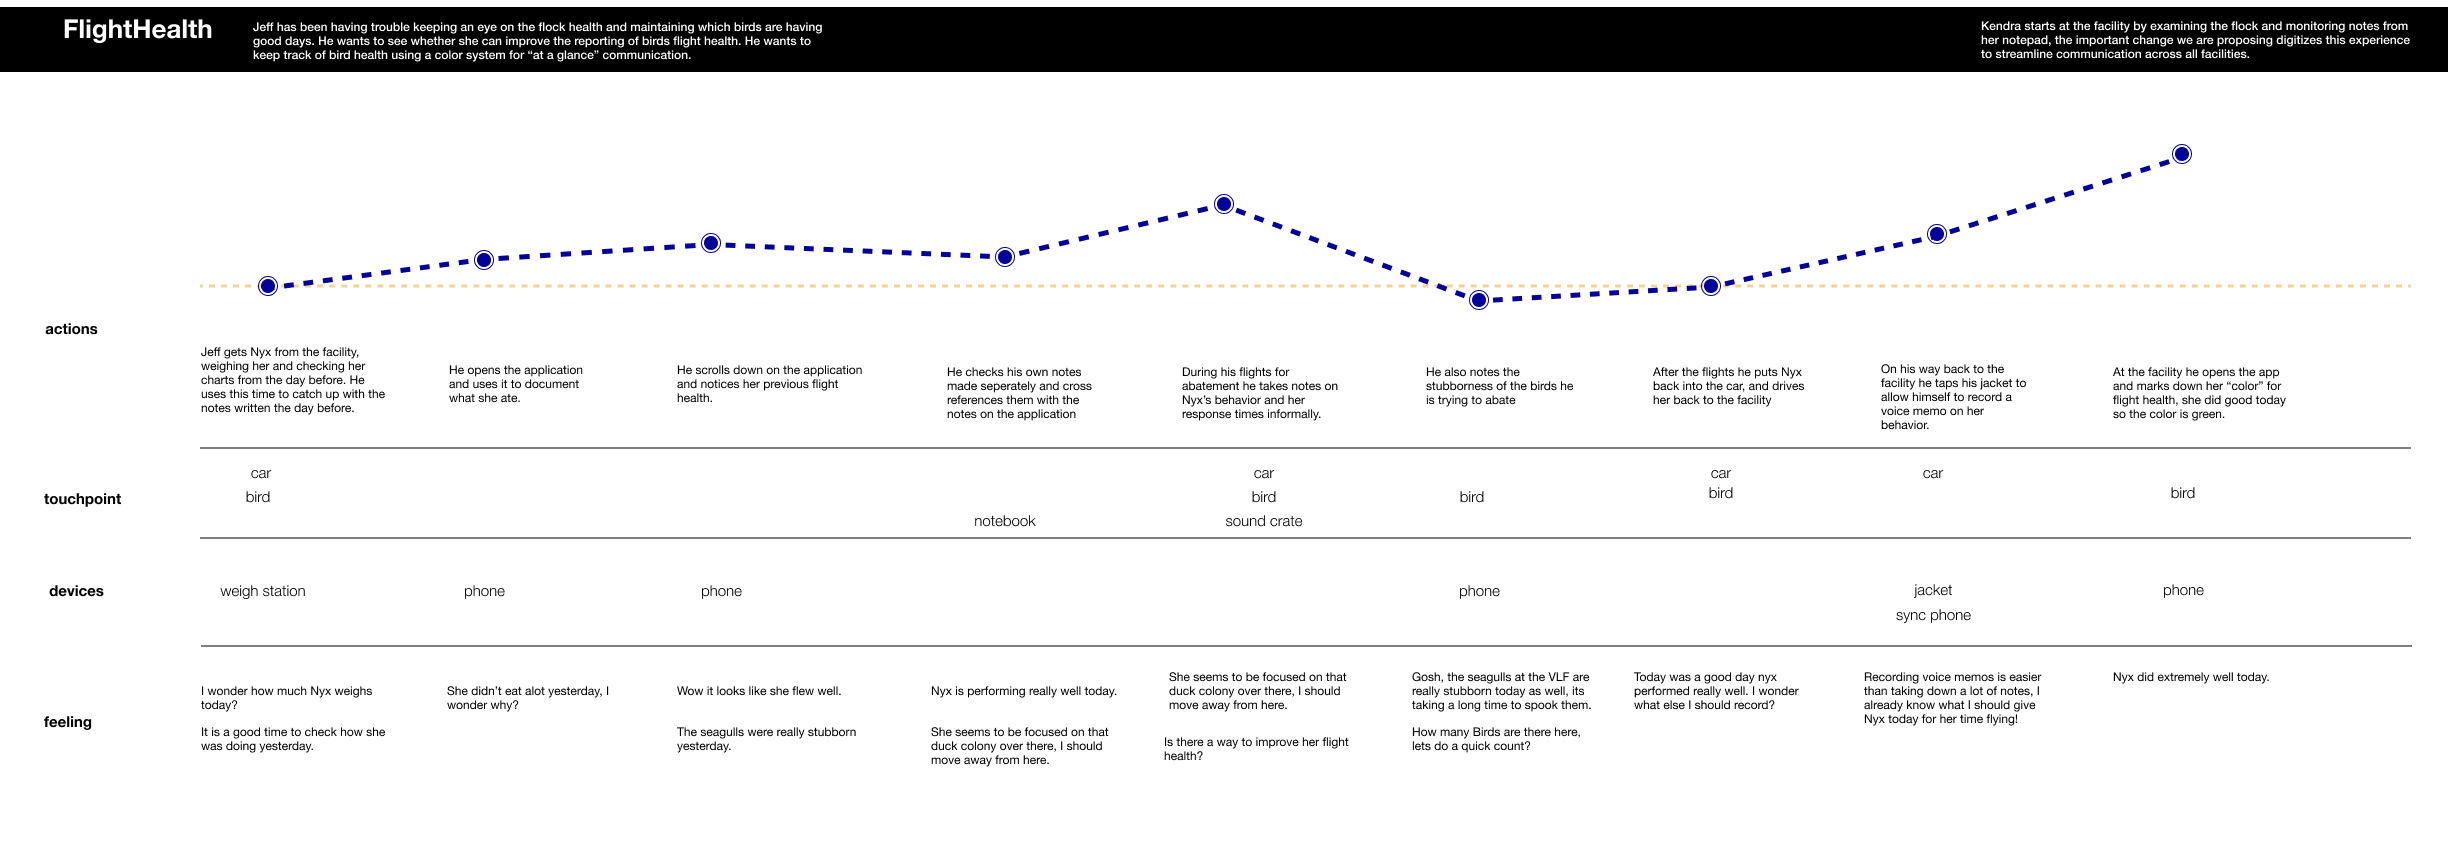 FlightHealth
Jeff has been having trouble keeping an eye on the flock health and maintaining which birds are having
good days. He wants to see whether she can improve the reporting of birds flight health. He wants to
keep track of bird health using a color system for “at a glance” communication.
Kendra starts at the facility by examining the flock and monitoring notes from
her notepad, the important change we are proposing digitizes this experience
to streamline communication across all facilities.
actions
Jeff gets Nyx from the facility,
weighing her and checking her
charts from the day before. He
uses this time to catch up with the
notes written the day before.
He opens the application
and uses it to document
what she ate.
He scrolls down on the application
and notices her previous flight
health.
He checks his own notes
made seperately and cross
references them with the
notes on the application
During his flights for
abatement he takes notes on
Nyx’s behavior and her
response times informally.
He also notes the
stubborness of the birds he
is trying to abate
After the flights he puts Nyx
back into the car, and drives
her back to the facility
On his way back to the
facility he taps his jacket to
allow himself to record a
voice memo on her
behavior.
At the facility he opens the app
and marks down her “color” for
flight health, she did good today
so the color is green.
touchpoint
car
bird
notebook
car
bird
sound crate
bird
car
bird
car
bird
devices
weigh station
phone
phone
phone
jacket
sync phone
phone
feeling
I wonder how much Nyx weighs
today?
It is a good time to check how she
was doing yesterday.
She didn’t eat alot yesterday, I
wonder why?
Wow it looks like she flew well.
The seagulls were really stubborn
yesterday.
Nyx is performing really well today.
She seems to be focused on that
duck colony over there, I should
move away from here.
She seems to be focused on that
duck colony over there, I should
move away from here.
Is there a way to improve her flight
health?
Gosh, the seagulls at the VLF are
really stubborn today as well, its
taking a long time to spook them.
How many Birds are there here,
lets do a quick count?
Today was a good day nyx
performed really well. I wonder
what else I should record?
Recording voice memos is easier
than taking down a lot of notes, I
already know what I should give
Nyx today for her time flying!
Nyx did extremely well today.